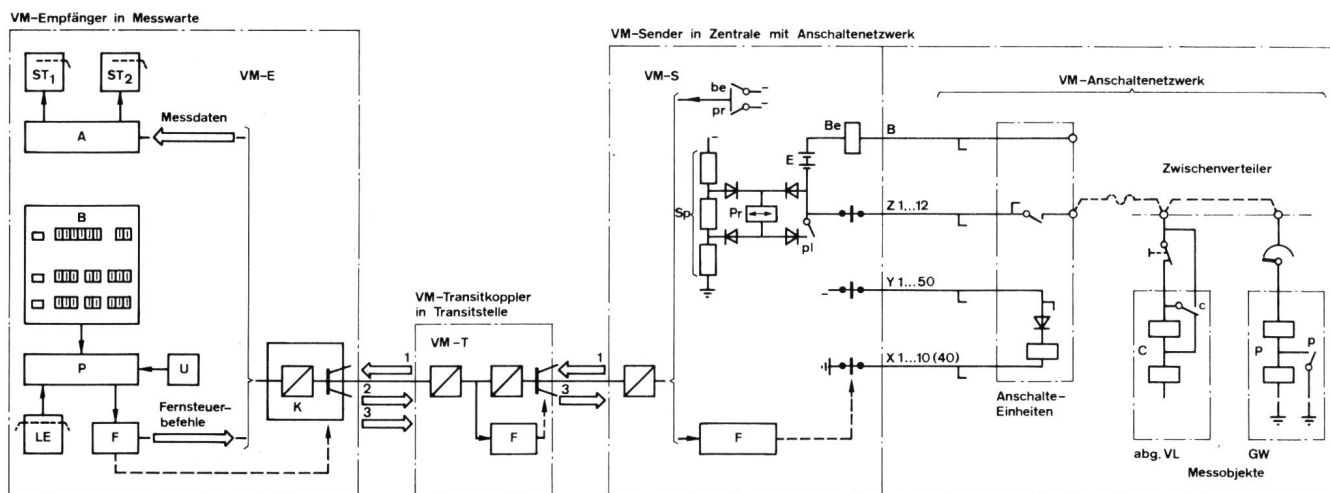 VM-Empfänger in Messwarte
ST1
ST2
VM-E
Messdaten
A
B
P
U
LE
F
Fernsteuer-
befehle
K
1
2
3
VM-Transitkoppler
in Transitstelle
VM-T
F
1
3
VM-Sender in Zentrale mit Anschaltenetzwerk
VM-S
be
pr
Be
B
E
Sp
Pr
pl
Z 1...12
Y 1...50
X 1...10 (40)
F
VM-Anschaltenetzwerk
Zwischenverteiler
Anschalte-
Einheiten
c
C
P
p
abg. VL
GW
Messobjekte